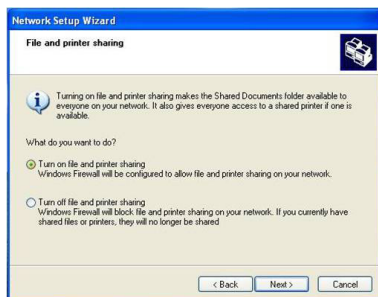 Network Setup Wizard
File and printer sharing
Turning on file and printer sharing makes the Shared Documents folder available to
everyone on your network. It also gives everyone access to a shared printer if one is
available.
What do you want to do?
Turn on file and printer sharing
Windows Firewall will be configured to allow file and printer sharing on your network.
Turn off file and printer sharing
Windows Firewall will block file and printer sharing on your network. If you currently have
shared files or printers, they will no longer be shared
< Back Next > Cancel